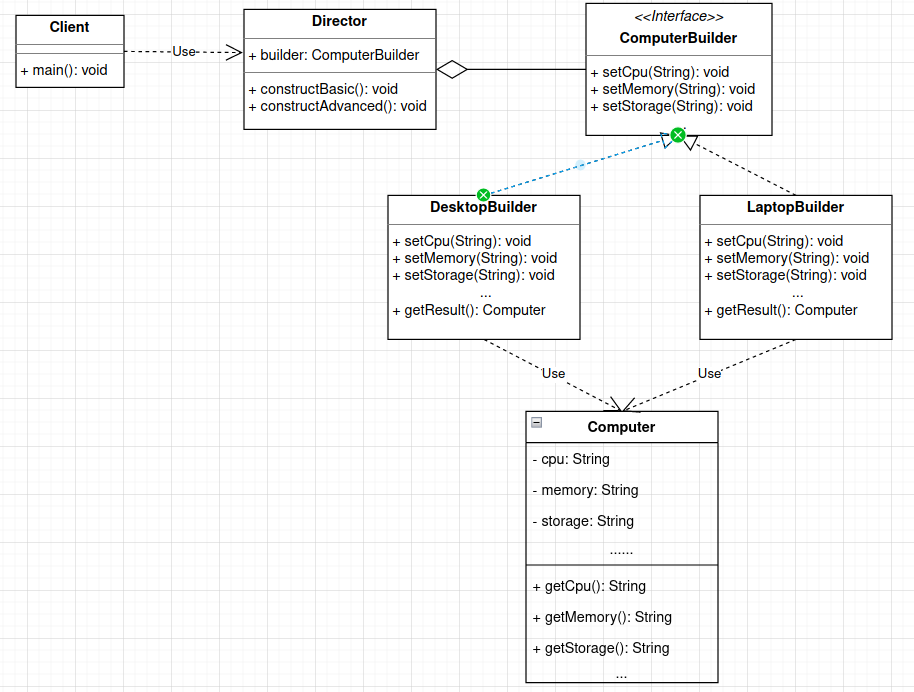 Client
+ main(): void
Use
Director
+ builder: ComputerBuilder
+ constructBasic(): void
+ constructAdvanced(): void
<<Interface>>
ComputerBuilder
+ setCpu(String): void
+ setMemory(String): void
+ setStorage(String): void
DesktopBuilder
+ setCpu(String): void
+ setMemory(String): void
+ setStorage(String): void
...
+ getResult(): Computer
LaptopBuilder
+ setCpu(String): void
+ setMemory(String): void
+ setStorage(String): void
...
+ getResult(): Computer
Use
Use
Computer
- cpu: String
- memory: String
- storage: String
......
+ getCpu(): String
+ getMemory(): String
+ getStorage(): String
...